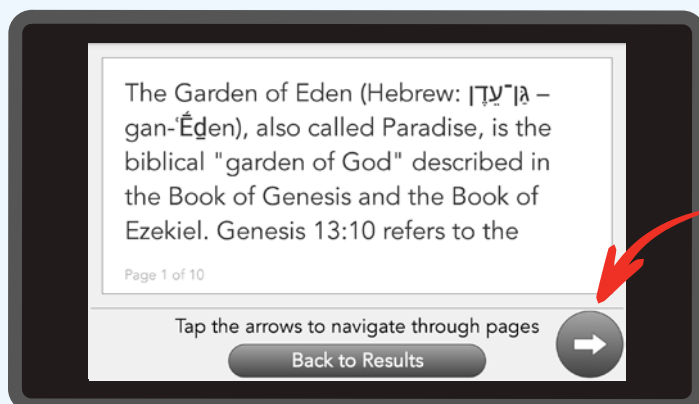 The Garden of Eden (Hebrew: גַּן־עֵדֶן –
gan-ʿḖḏen), also called Paradise, is the
biblical "garden of God" described in
the Book of Genesis and the Book of
Ezekiel. Genesis 13:10 refers to the
Page 1 of 10
Tap the arrows to navigate through pages
Back to Results